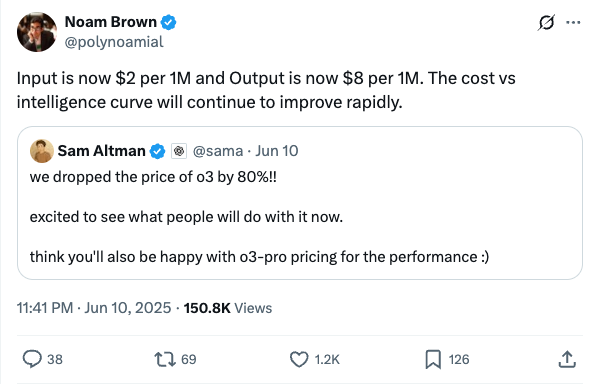 Noam Brown
@polynoamial
Input is now $2 per 1M and Output is now $8 per 1M. The cost vs
intelligence curve will continue to improve rapidly.
Sam Altman @sama · Jun 10
we dropped the price of o3 by 80%!!
excited to see what people will do with it now.
think you'll also be happy with o3-pro pricing for the performance :)
11:41 PM · Jun 10, 2025 · 150.8K Views
38 69 1.2K 126